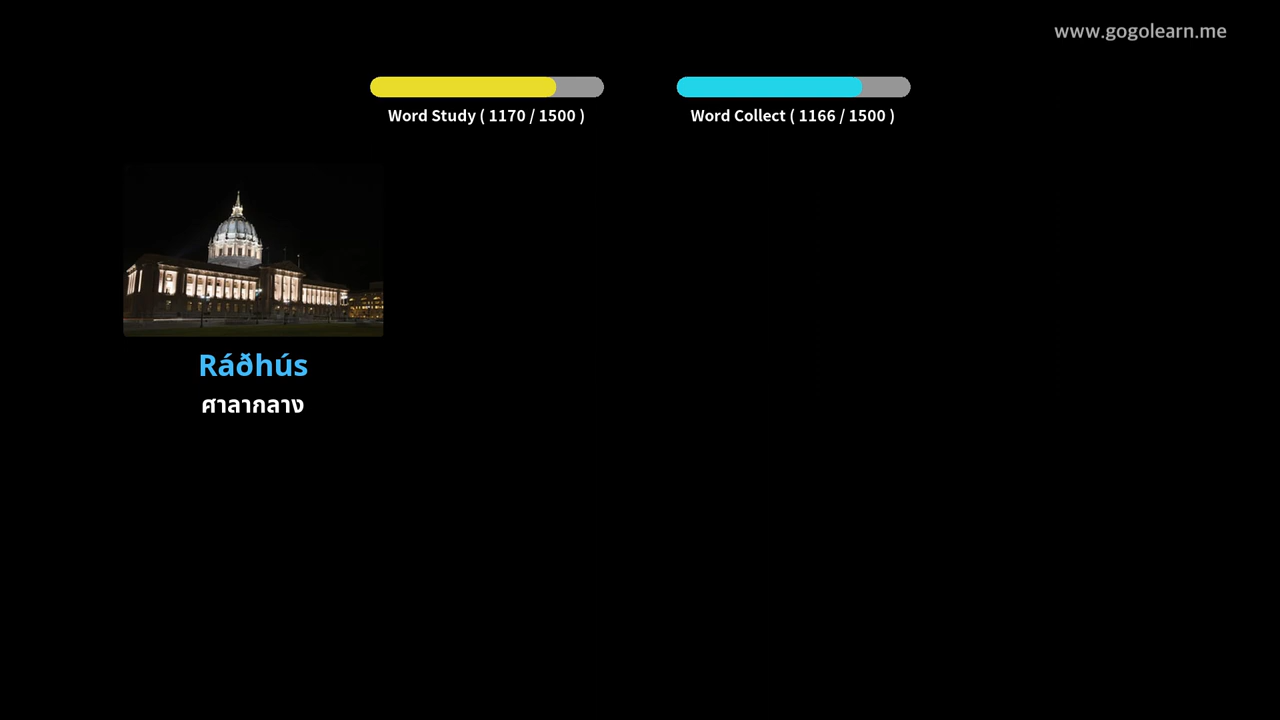 www.gogolearn.me
Word Study ( 1170 / 1500 )
Word Collect ( 1166 / 1500 )
Ráðhús
ศาลากลาง